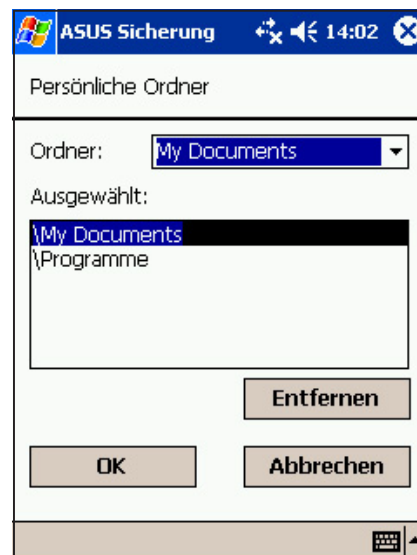 ASUS Sicherung 14:02
Persönliche Ordner
Ordner: My Documents
Ausgewählt:
\My Documents
\Programme
Entfernen
OK Abbrechen